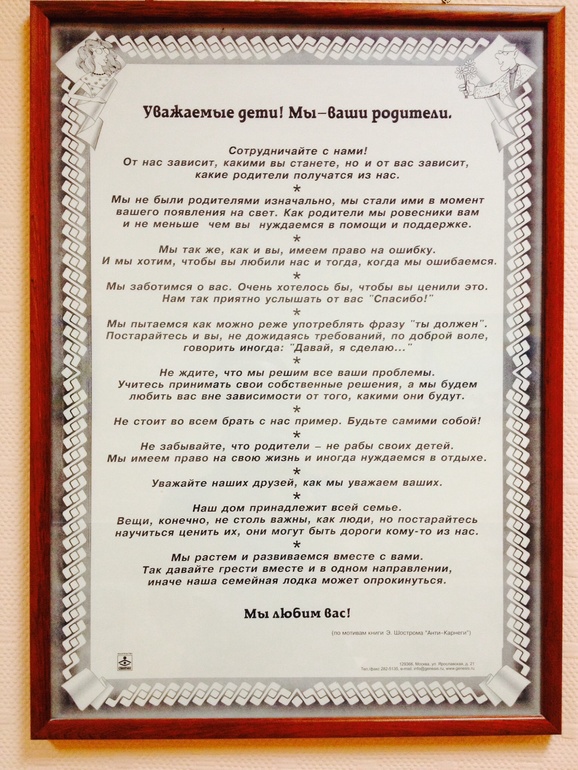 Уважаемые дети! Мы–ваши родители.
Сотрудничайте с нами!
От нас зависит, какими вы станете, но и от вас зависит,
какие родители получатся из нас.
*
Мы не были родителями изначально, мы стали ими в момент
вашего появления на свет. Как родители мы ровесники вам
и не меньше чем вы нуждаемся в помощи и поддержке.
*
Мы так же, как и вы, имеем право на ошибку.
И мы хотим, чтобы вы любили нас и тогда, когда мы ошибаемся.
*
Мы заботимся о вас. Очень хотелось бы, чтобы вы ценили это.
Нам так приятно услышать от вас "Спасибо!"
*
Мы пытаемся как можно реже употреблять фразу "ты должен".
Постарайтесь и вы, не дожидаясь требований, по доброй воле,
говорить иногда: "Давай, я сделаю..."
*
Не ждите, что мы решим все ваши проблемы.
Учитесь принимать свои собственные решения, а мы будем
любить вас вне зависимости от того, какими они будут.
*
Не стоит во всем брать с нас пример. Будьте самими собой!
*
Не забывайте, что родители – не рабы своих детей.
Мы имеем право на свою жизнь и иногда нуждаемся в отдыхе.
*
Уважайте наших друзей, как мы уважаем ваших.
*
Наш дом принадлежит всей семье.
Вещи, конечно, не столь важны, как люди, но постарайтесь
научиться ценить их, они могут быть дороги кому-то из нас.
*
Мы растем и развиваемся вместе с вами.
Так давайте грести вместе и в одном направлении,
иначе наша семейная лодка может опрокинуться.
Мы любим вас!
(по мотивам книги Э. Шострома "Анти-Карнеги")
129366, Москва, ул. Ярославская, д. 21